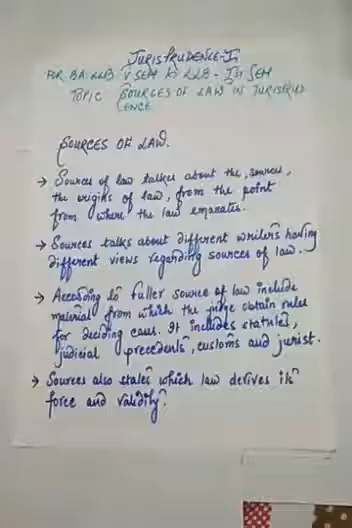 JURISPRUDENCE-I
FOR BA.LLB V SEM & LLB - I SEM
TOPIC SOURCES OF LAW IN JURISPRUD
ENCE
SOURCES OF LAW.
→ Sources of law talks about the, sources,
the origins of law, from the point
from where the law emanates.
→ Sources talks about different writers having
different views regarding sources of law.
→ According to Fuller source of law include
material from which the judge obtain rules
for deciding cases. It includes statutes,
judicial precedents, customs and jurist.
→ Sources also states which law derives its
force and validity.